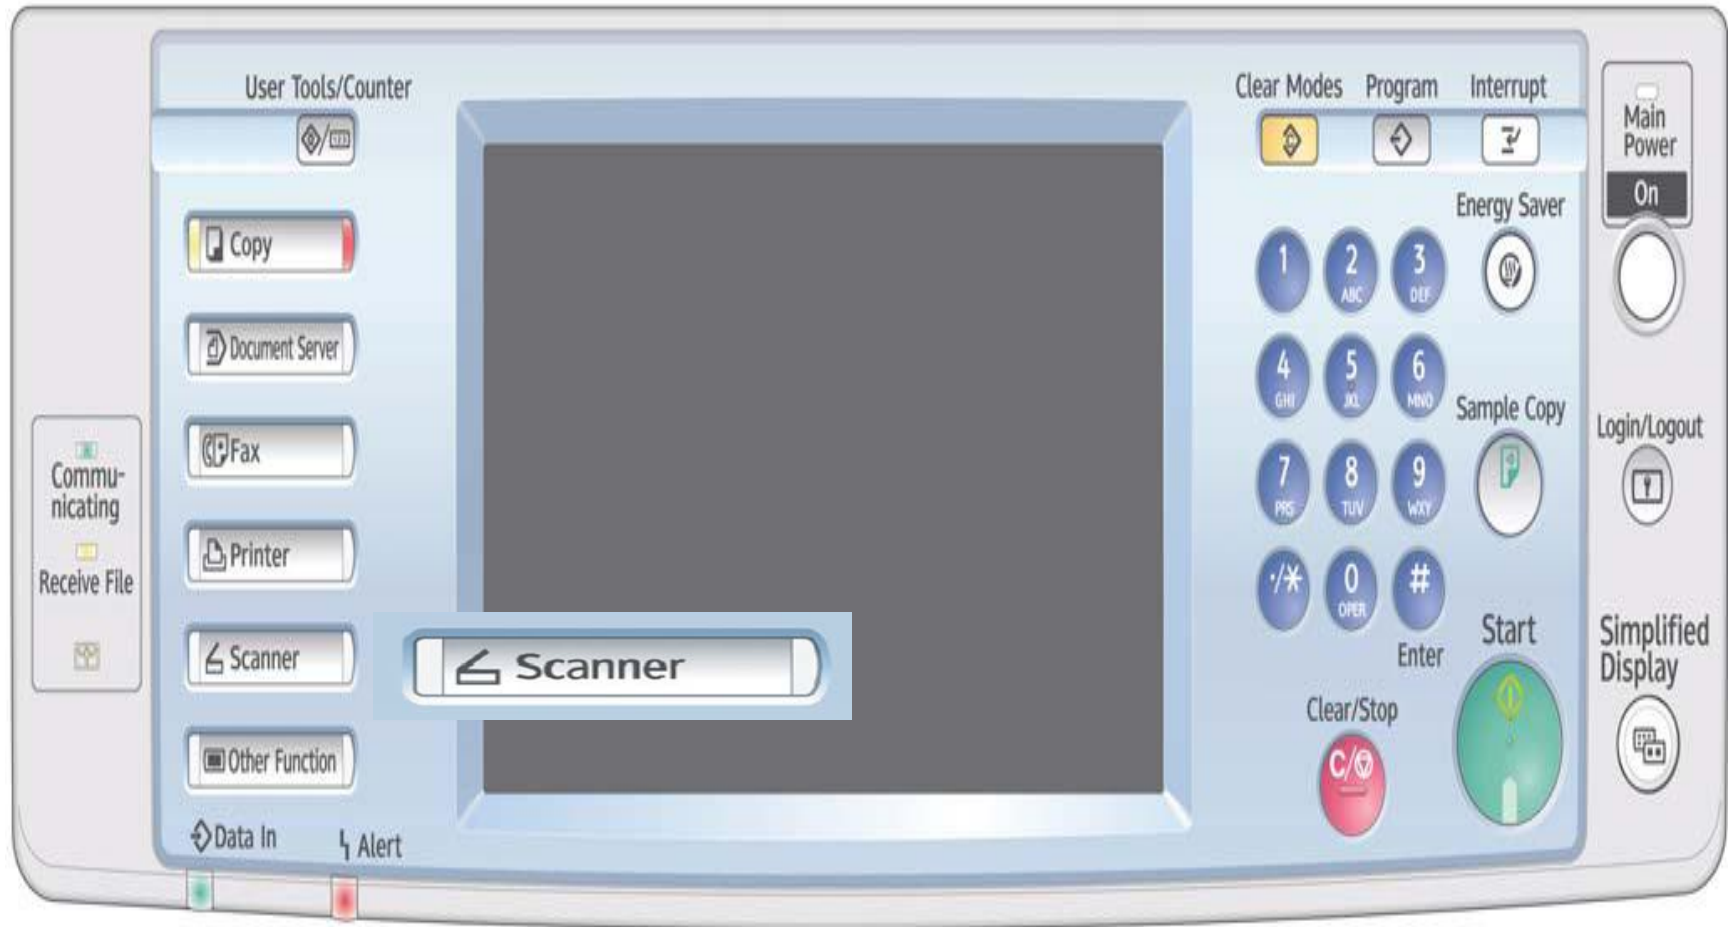 User Tools/Counter
Clear Modes
Program
Interrupt
Main
Power
On
Copy
Document Server
Fax
Printer
Scanner
Other Function
Scanner
Commu-
nicating
Receive File
Data In
Alert
1
2
ABC
3
DEF
4
GHI
5
JKL
6
MNO
7
PRS
8
TUV
9
WXY
·/*
0
OPER
#
Enter
Energy Saver
Sample Copy
Start
Clear/Stop
C/
Login/Logout
Simplified
Display